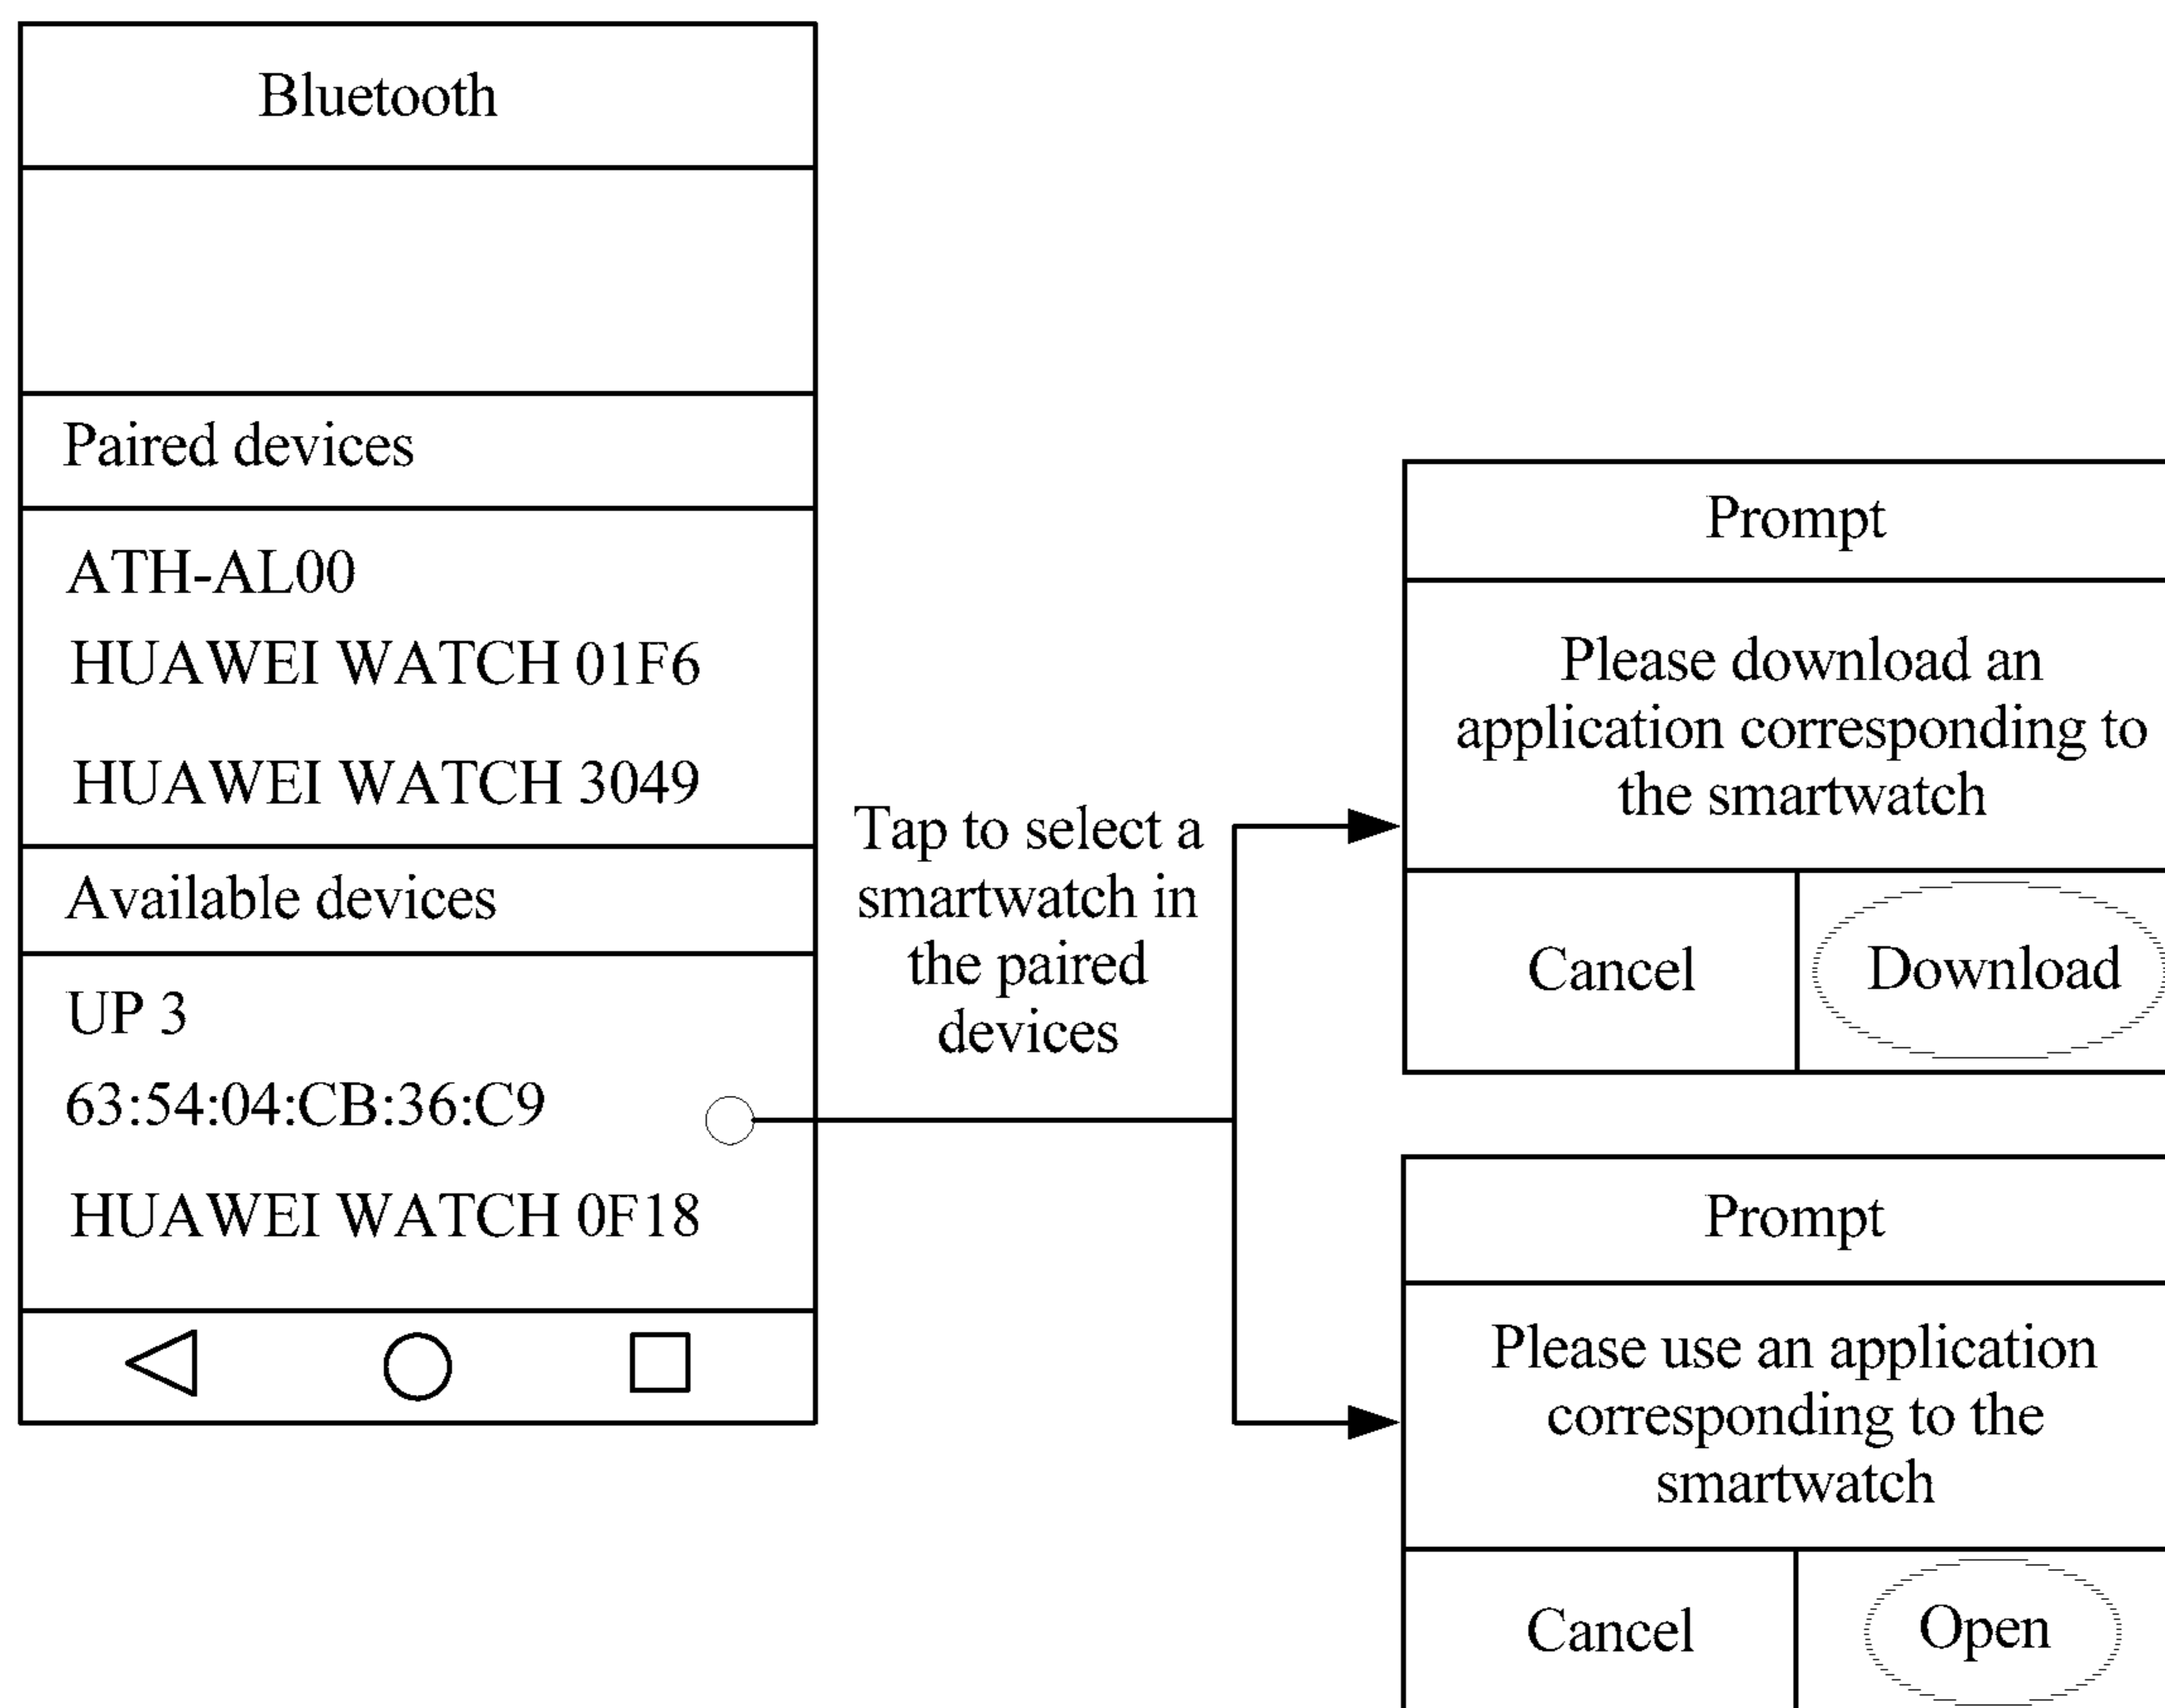 Bluetooth
Paired devices
ATH-AL00
HUAWEI WATCH 01F6
HUAWEI WATCH 3049
Available devices
UP 3
63:54:04:CB:36:C9
HUAWEI WATCH 0F18
Tap to select a
smartwatch in
the paired
devices
Prompt
Please download an
application corresponding to
the smartwatch
Cancel
Download
Prompt
Please use an application
corresponding to the
smartwatch
Cancel
Open